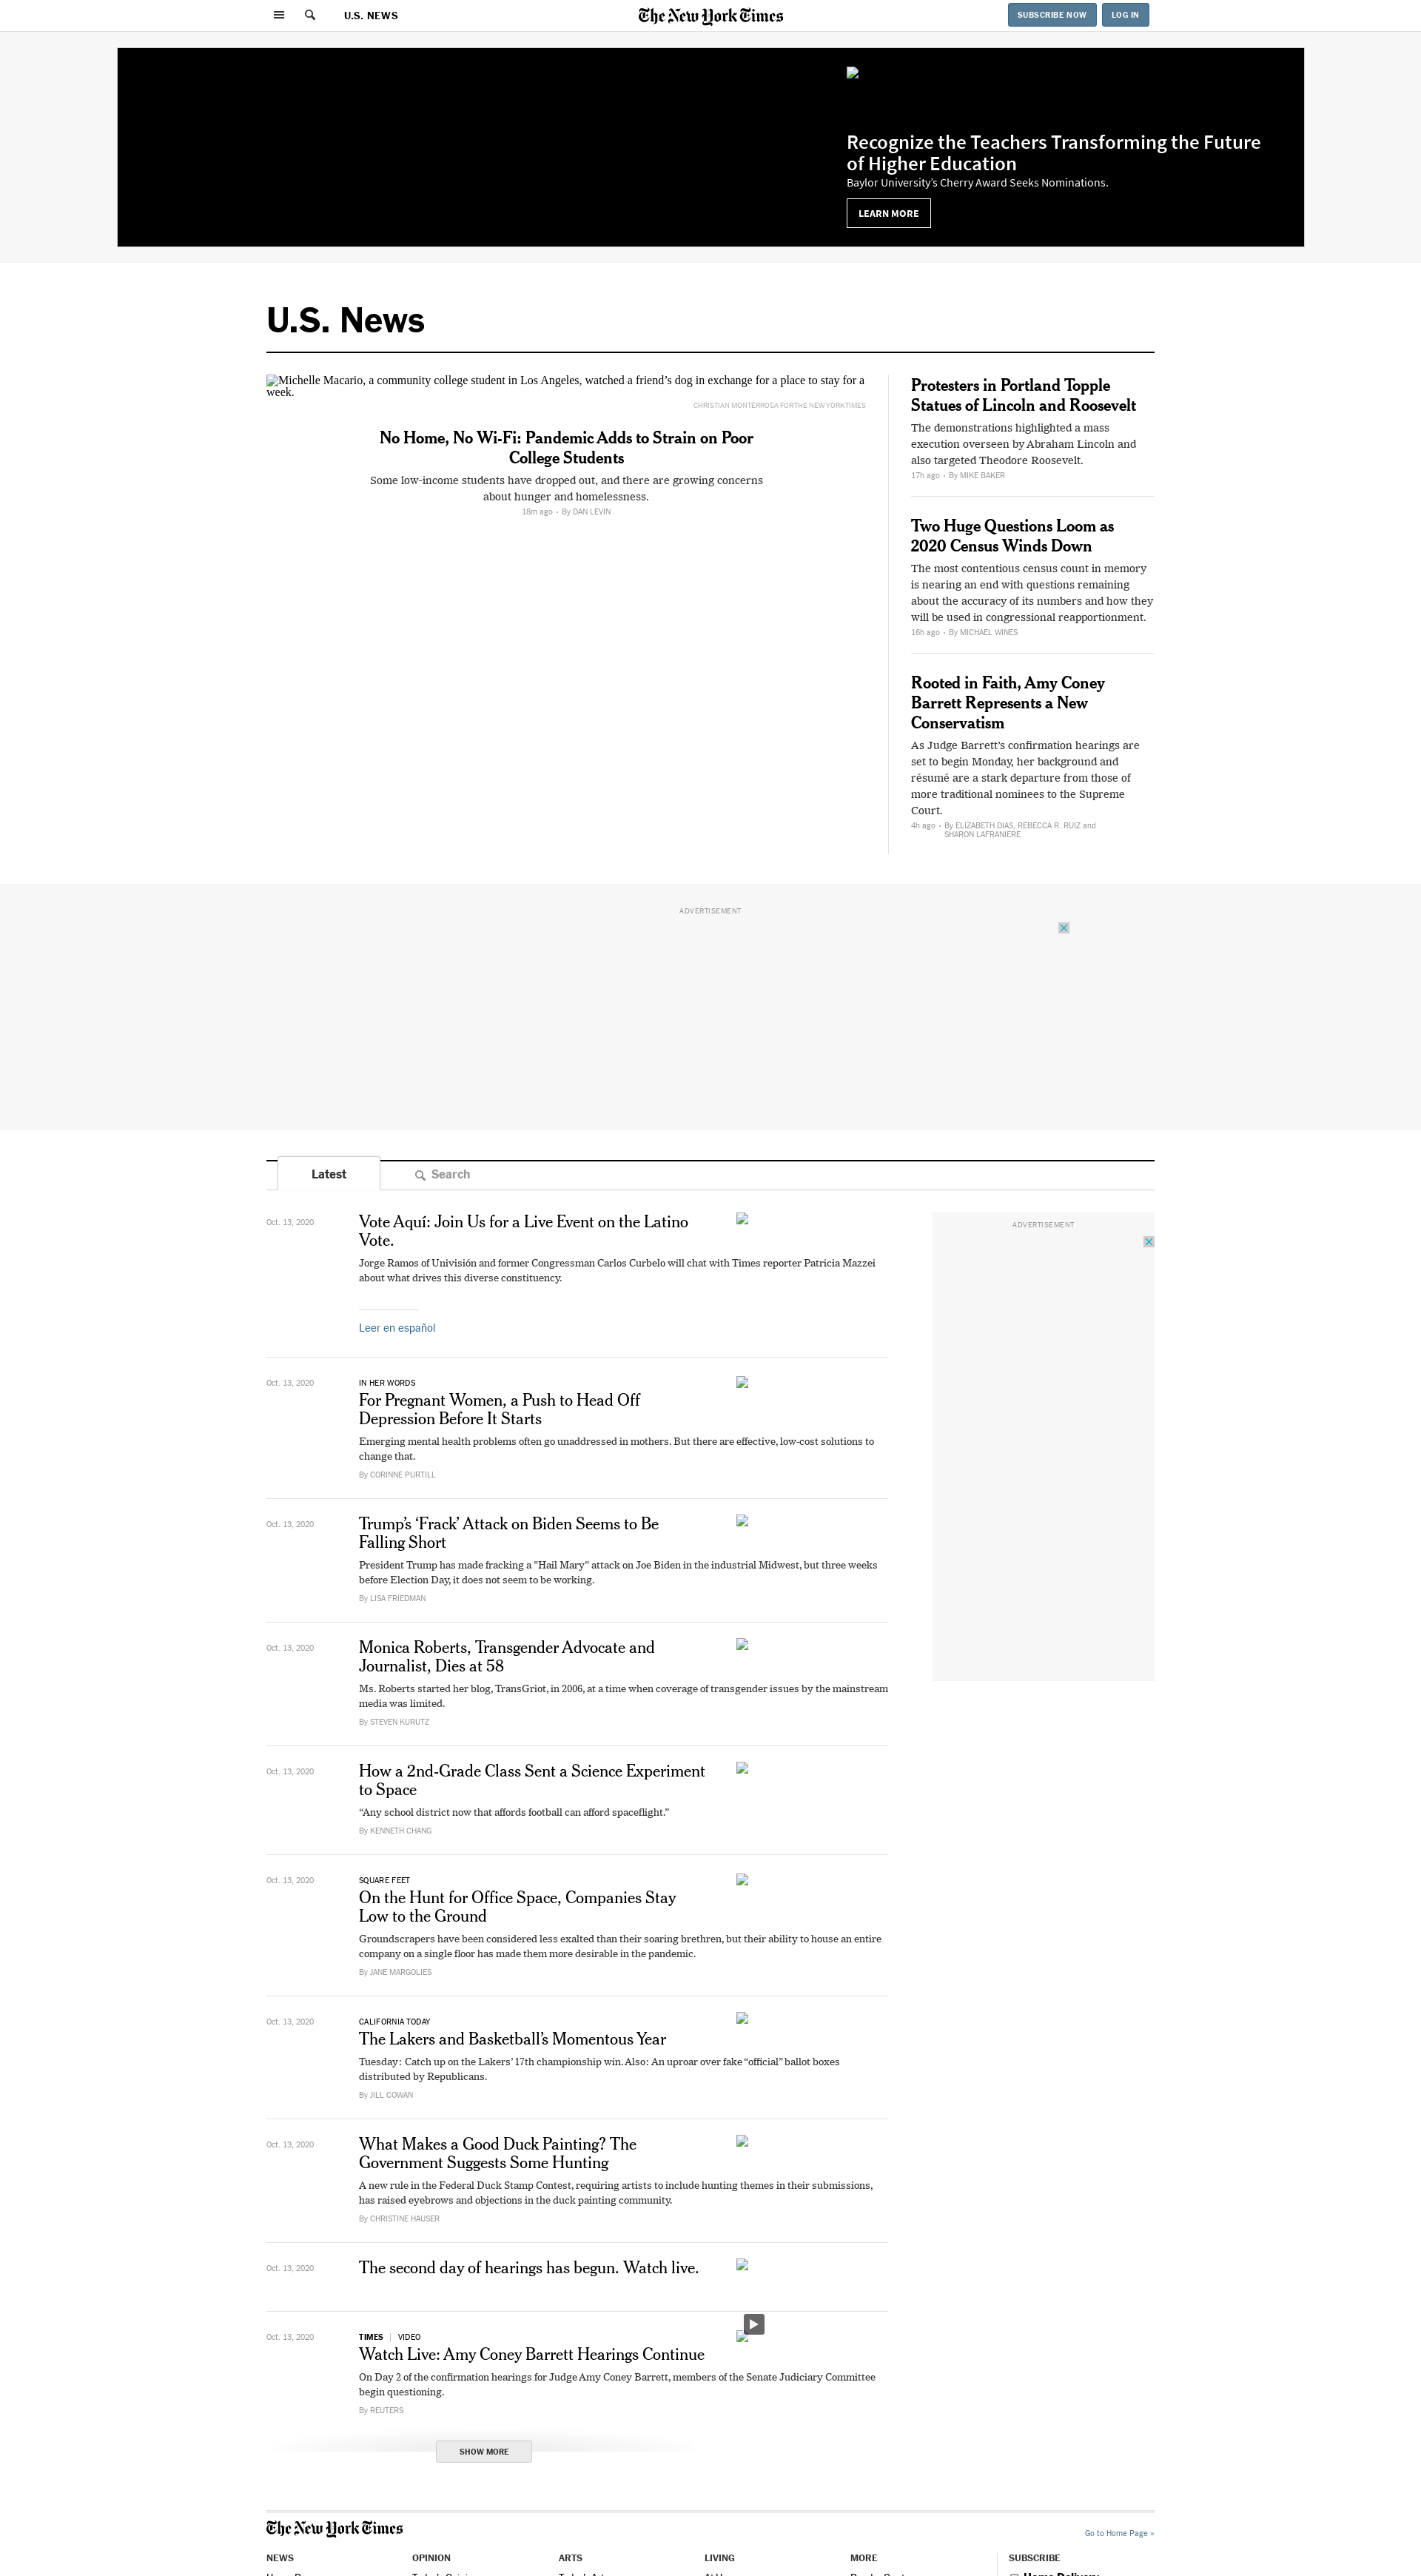 U.S. NEWS
The New York Times
SUBSCRIBE NOW
LOG IN
Recognize the Teachers Transforming the Future
of Higher Education
Baylor University's Cherry Award Seeks Nominations.
LEARN MORE
U.S. News
Michelle Macario, a community college student in Los Angeles, watched a friend's dog in exchange for a place to stay for a
week.
CHRISTIAN MONTERROSA FOR THE NEW YORK TIMES
No Home, No Wi-Fi: Pandemic Adds to Strain on Poor
College Students
Some low-income students have dropped out, and there are growing concerns
about hunger and homelessness.
18m ago • By DAN LEVIN
Protesters in Portland Topple
Statues of Lincoln and Roosevelt
The demonstrations highlighted a mass
execution overseen by Abraham Lincoln and
also targeted Theodore Roosevelt.
17h ago • By MIKE BAKER
Two Huge Questions Loom as
2020 Census Winds Down
The most contentious census count in memory
is nearing an end with questions remaining
about the accuracy of its numbers and how they
will be used in congressional reapportionment.
16h ago • By MICHAEL WINES
Rooted in Faith, Amy Coney
Barrett Represents a New
Conservatism
As Judge Barrett's confirmation hearings are
set to begin Monday, her background and
résumé are a stark departure from those of
more traditional nominees to the Supreme
Court.
4h ago • By ELIZABETH DIAS, REBECCA R. RUIZ and
SHARON LAFRANIERE
ADVERTISEMENT
Latest
Search
Oct. 13, 2020
Vote Aquí: Join Us for a Live Event on the Latino
Vote.
Jorge Ramos of Univisión and former Congressman Carlos Curbelo will chat with Times reporter Patricia Mazzei
about what drives this diverse constituency.
Leer en español
ADVERTISEMENT
Oct. 13, 2020
IN HER WORDS
For Pregnant Women, a Push to Head Off
Depression Before It Starts
Emerging mental health problems often go unaddressed in mothers. But there are effective, low-cost solutions to
change that.
By CORINNE PURTILL
Oct. 13, 2020
Trump's ‘Frack’ Attack on Biden Seems to Be
Falling Short
President Trump has made fracking a "Hail Mary" attack on Joe Biden in the industrial Midwest, but three weeks
before Election Day, it does not seem to be working.
By LISA FRIEDMAN
Oct. 13, 2020
Monica Roberts, Transgender Advocate and
Journalist, Dies at 58
Ms. Roberts started her blog, TransGriot, in 2006, at a time when coverage of transgender issues by the mainstream
media was limited.
By STEVEN KURUTZ
Oct. 13, 2020
How a 2nd-Grade Class Sent a Science Experiment
to Space
“Any school district now that affords football can afford spaceflight.”
By KENNETH CHANG
Oct. 13, 2020
SQUARE FEET
On the Hunt for Office Space, Companies Stay
Low to the Ground
Groundscrapers have been considered less exalted than their soaring brethren, but their ability to house an entire
company on a single floor has made them more desirable in the pandemic.
By JANE MARGOLIES
Oct. 13, 2020
CALIFORNIA TODAY
The Lakers and Basketball's Momentous Year
Tuesday: Catch up on the Lakers' 17th championship win. Also: An uproar over fake “official” ballot boxes
distributed by Republicans.
By JILL COWAN
Oct. 13, 2020
What Makes a Good Duck Painting? The
Government Suggests Some Hunting
A new rule in the Federal Duck Stamp Contest, requiring artists to include hunting themes in their submissions,
has raised eyebrows and objections in the duck painting community.
By CHRISTINE HAUSER
Oct. 13, 2020
The second day of hearings has begun. Watch live.
Oct. 13, 2020
TIMES | VIDEO
Watch Live: Amy Coney Barrett Hearings Continue
On Day 2 of the confirmation hearings for Judge Amy Coney Barrett, members of the Senate Judiciary Committee
begin questioning.
By REUTERS
SHOW MORE
The New York Times
Go to Home Page »
NEWS
OPINION
ARTS
LIVING
MORE
SUBSCRIBE